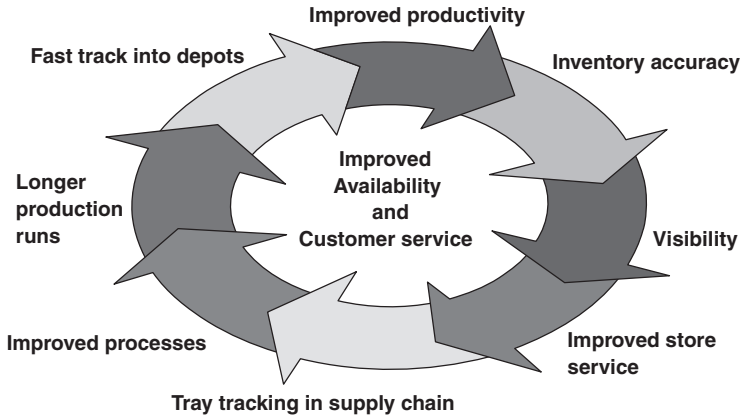 Improved productivity
Fast track into depots
Inventory accuracy
Improved
Availability
and
Customer service
Longer
production
runs
Visibility
Improved processes
Improved store
service
Tray tracking in supply chain